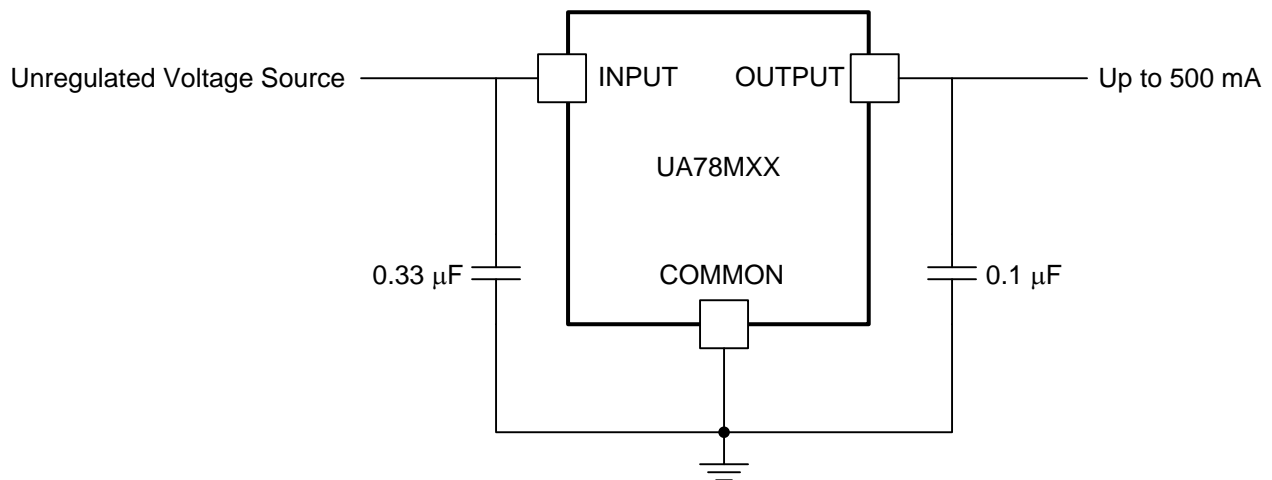 Unregulated Voltage Source
INPUT
OUTPUT
Up to 500 mA
UA78MXX
0.33 μF
COMMON
0.1 μF